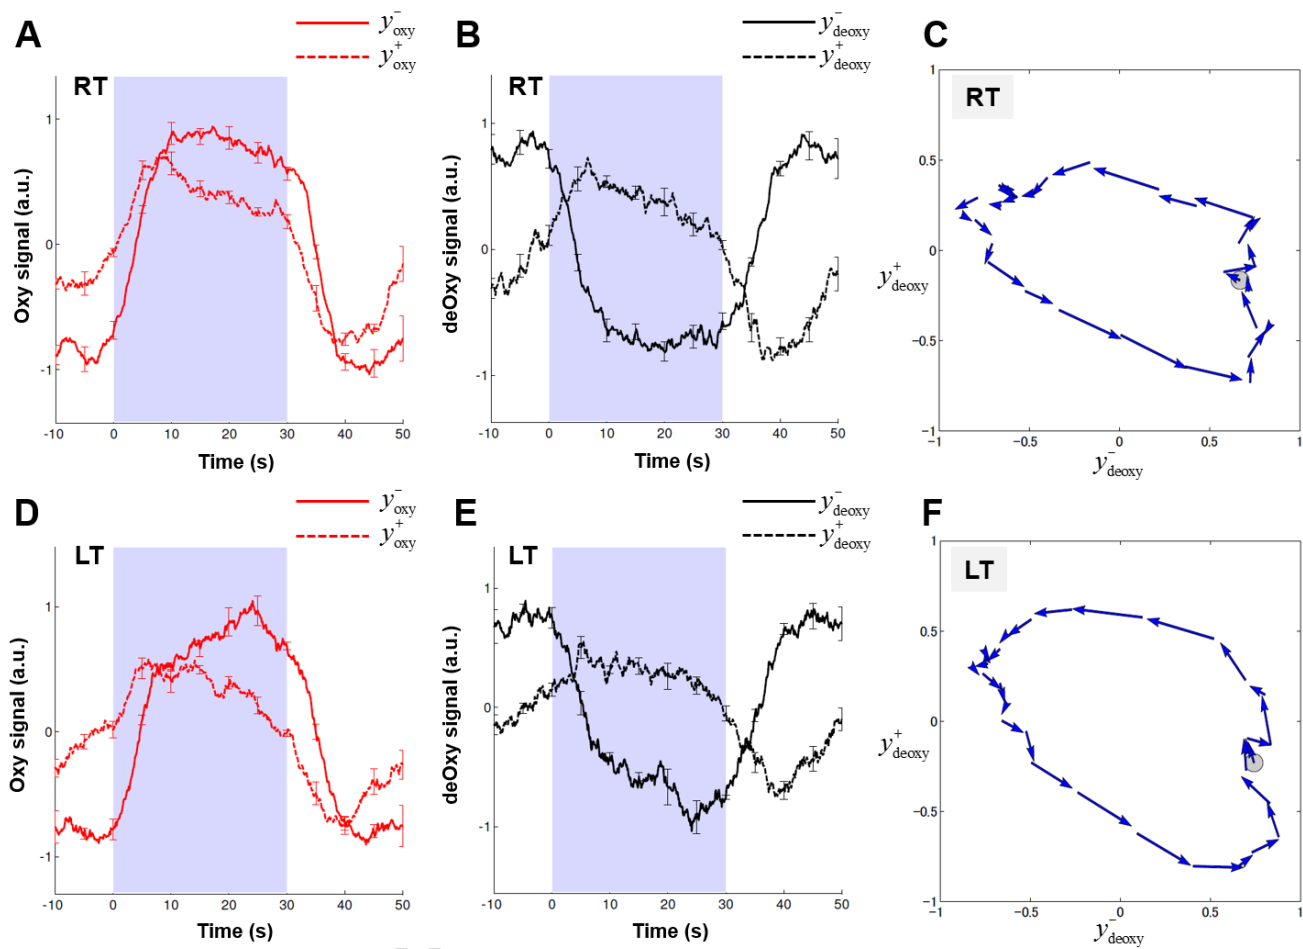 A
y⁻oxy
y⁺oxy
RT
Oxy signal (a.u.)
1
0
-1
-10 0 10 20 30 40 50
Time (s)
B
y⁻deoxy
y⁺deoxy
RT
deOxy signal (a.u.)
1
0
-1
-10 0 10 20 30 40 50
Time (s)
C
RT
1
0.5
0
−0.5
−1
y⁺deoxy
−1 −0.5 0 0.5 1
y⁻deoxy
D
y⁻oxy
y⁺oxy
LT
Oxy signal (a.u.)
1
0
-1
-10 0 10 20 30 40 50
Time (s)
E
y⁻deoxy
y⁺deoxy
LT
deOxy signal (a.u.)
1
0
-1
-10 0 10 20 30 40 50
Time (s)
F
LT
1
0.5
0
−0.5
−1
y⁺deoxy
−1 −0.5 0 0.5 1
y⁻deoxy